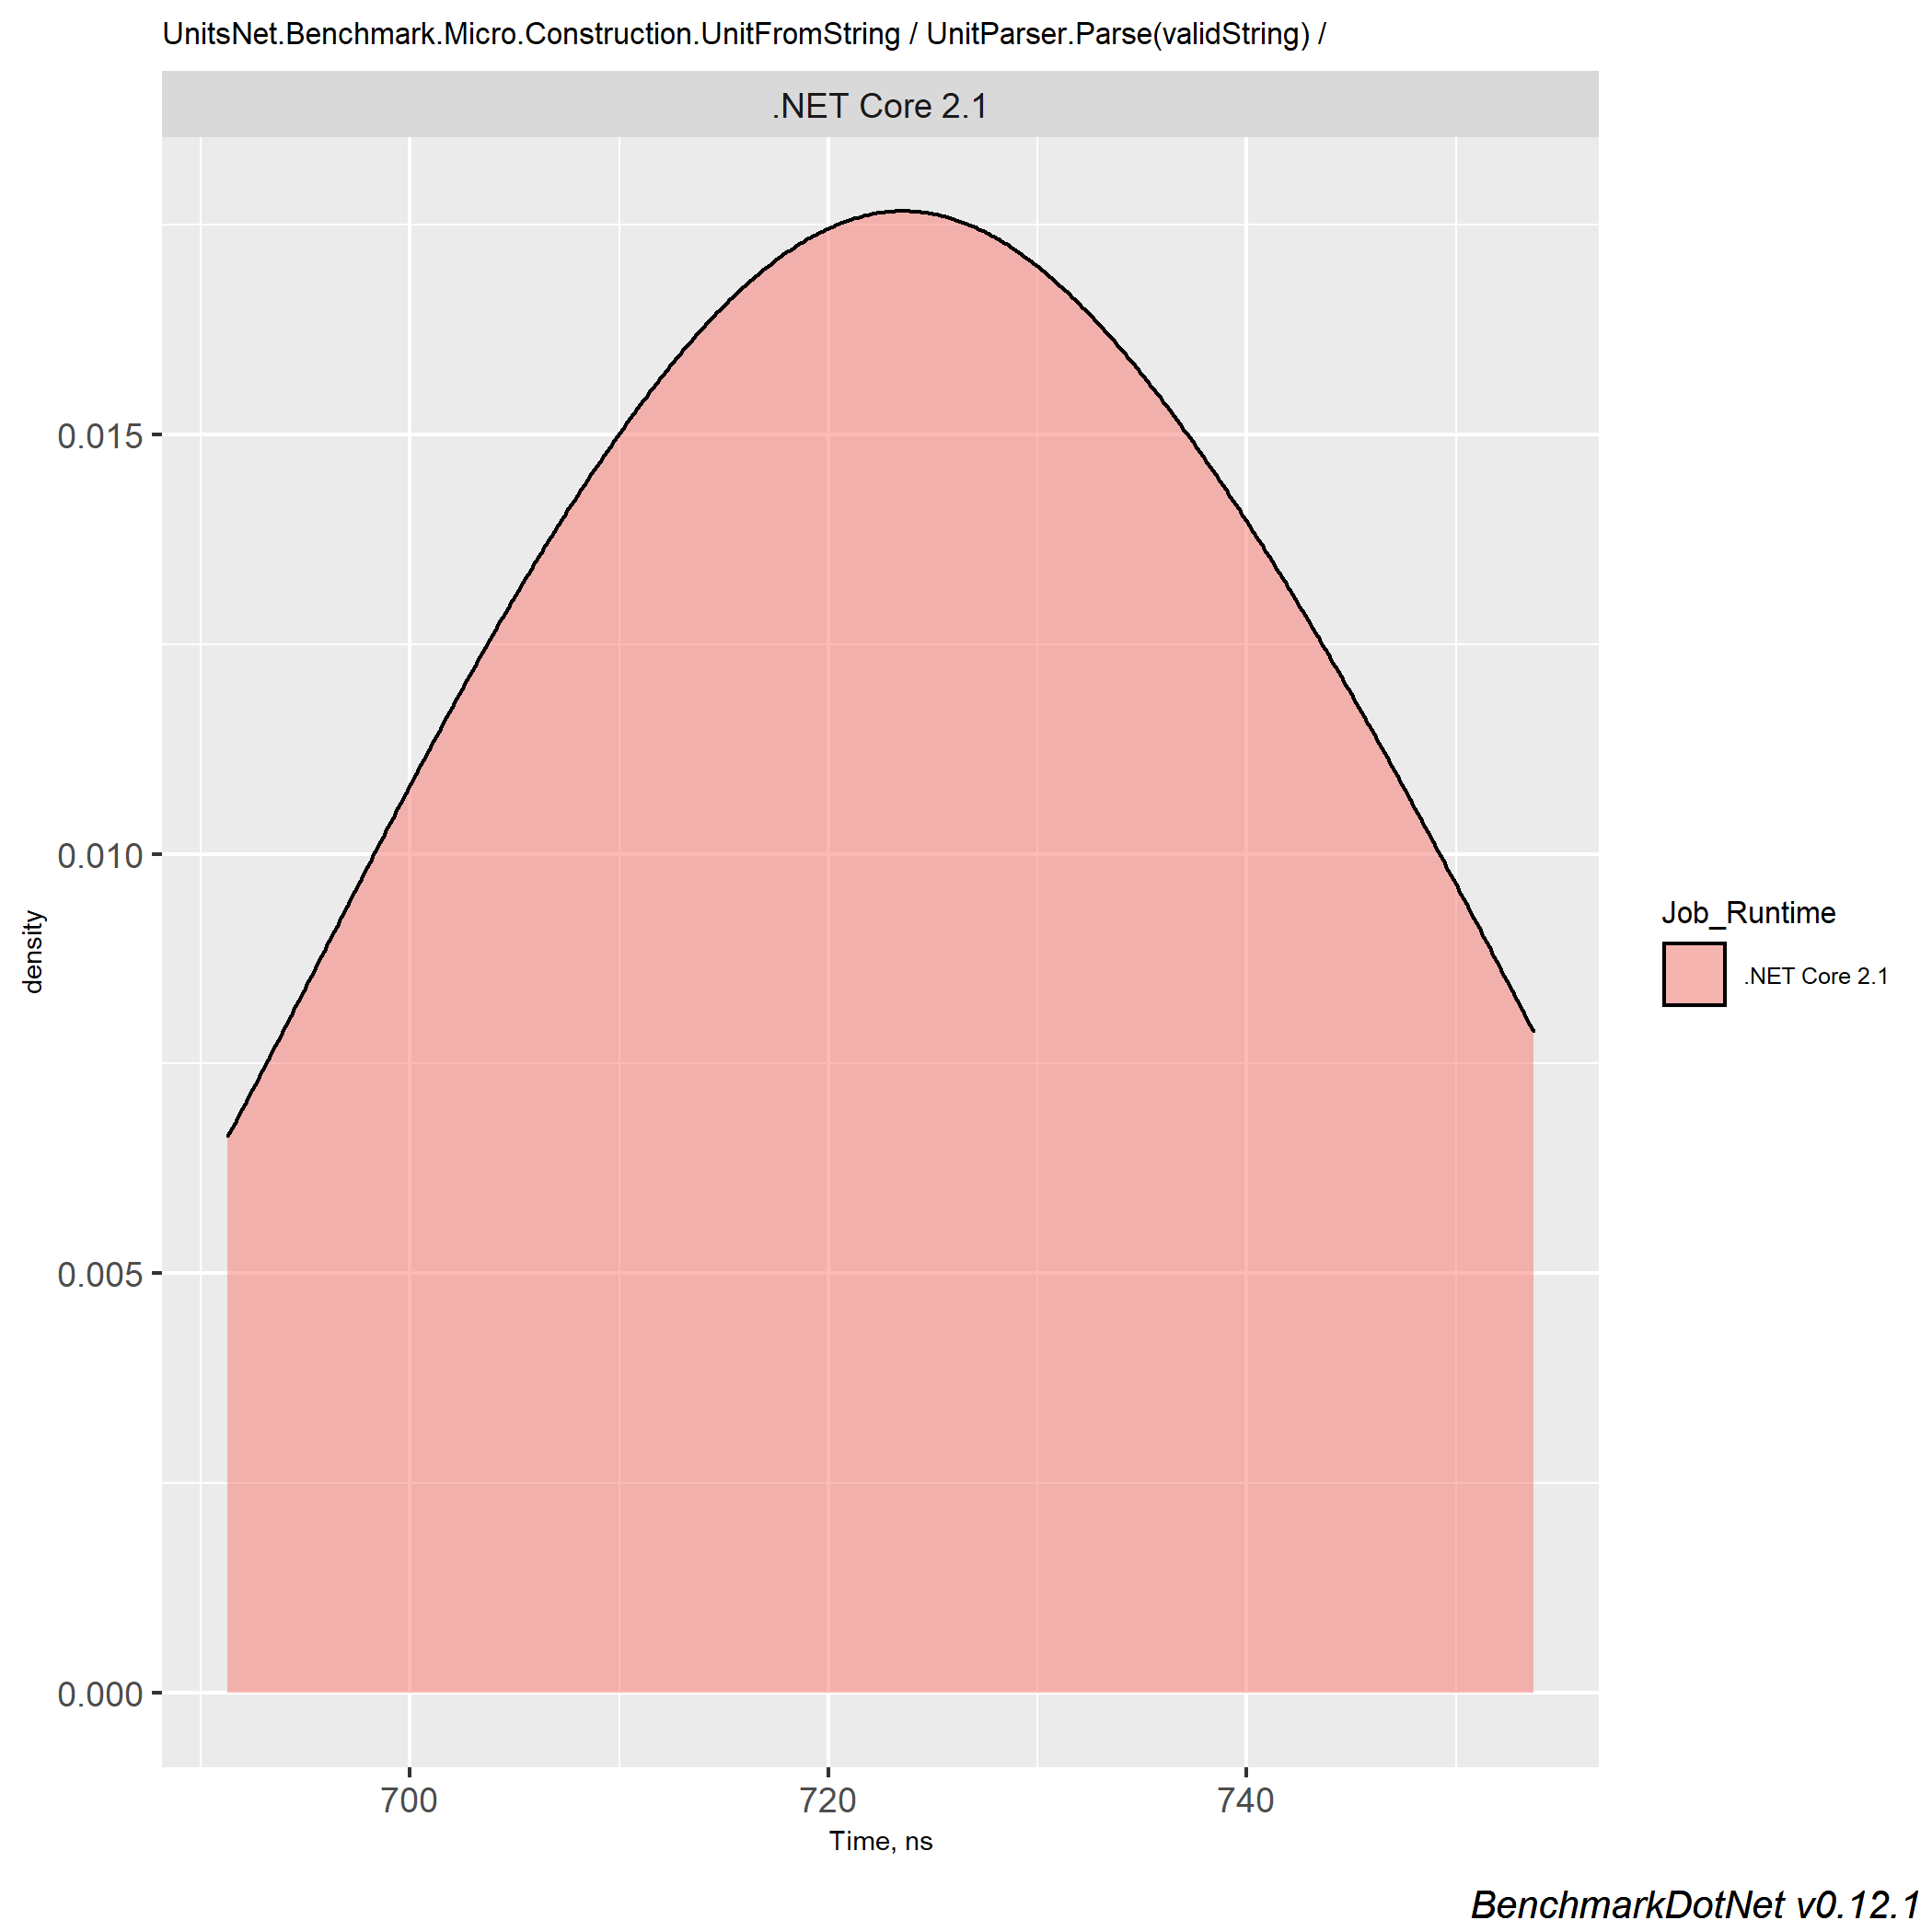 UnitsNet.Benchmark.Micro.Construction.UnitFromString / UnitParser.Parse(validString) /
.NET Core 2.1
0.015
0.010
0.005
0.000
density
700 720 740
Time, ns
Job_Runtime
.NET Core 2.1
BenchmarkDotNet v0.12.1